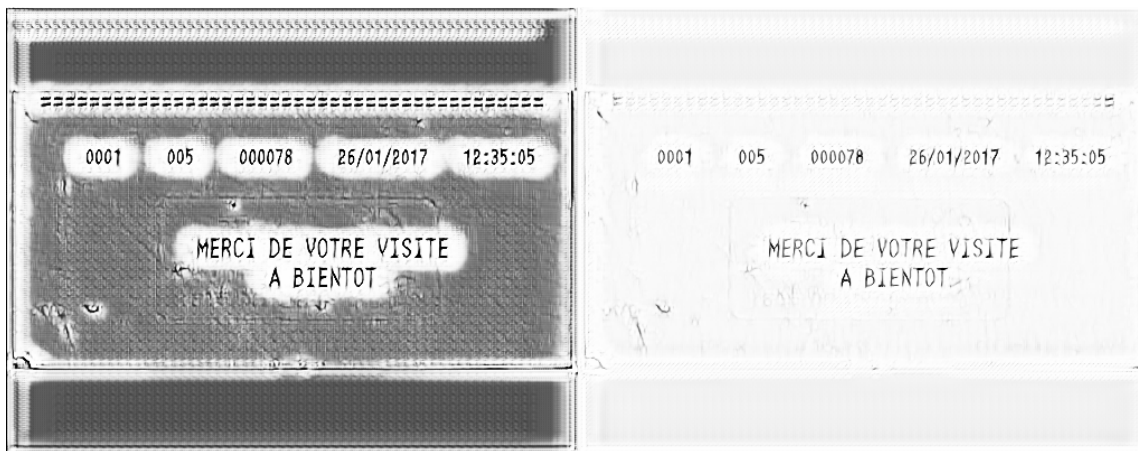 0001 005 000078 26/01/2017 12:35:05
MERCI DE VOTRE VISITE
A BIENTOT
0001 005 000078 26/01/2017 12:35:05
MERCI DE VOTRE VISITE
A BIENTOT